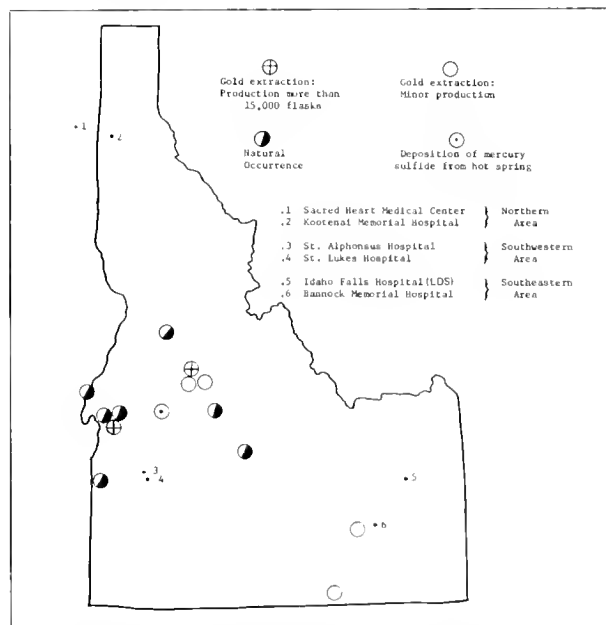 Gold extraction:
Production more than
15,000 flasks
Gold extraction:
Minor production
Natural
Occurrence
Deposition of mercury
sulfide from hot spring
.1 Sacred Heart Medical Center } Northern
.2 Kootenai Memorial Hospital } Area
.3 St. Alphonsus Hospital } Southwestern
.4 St. Lukes Hospital } Area
.5 Idaho Falls Hospital (LDS) } Southeastern
.6 Bannock Memorial Hospital } Area
1
2
3
4
5
6